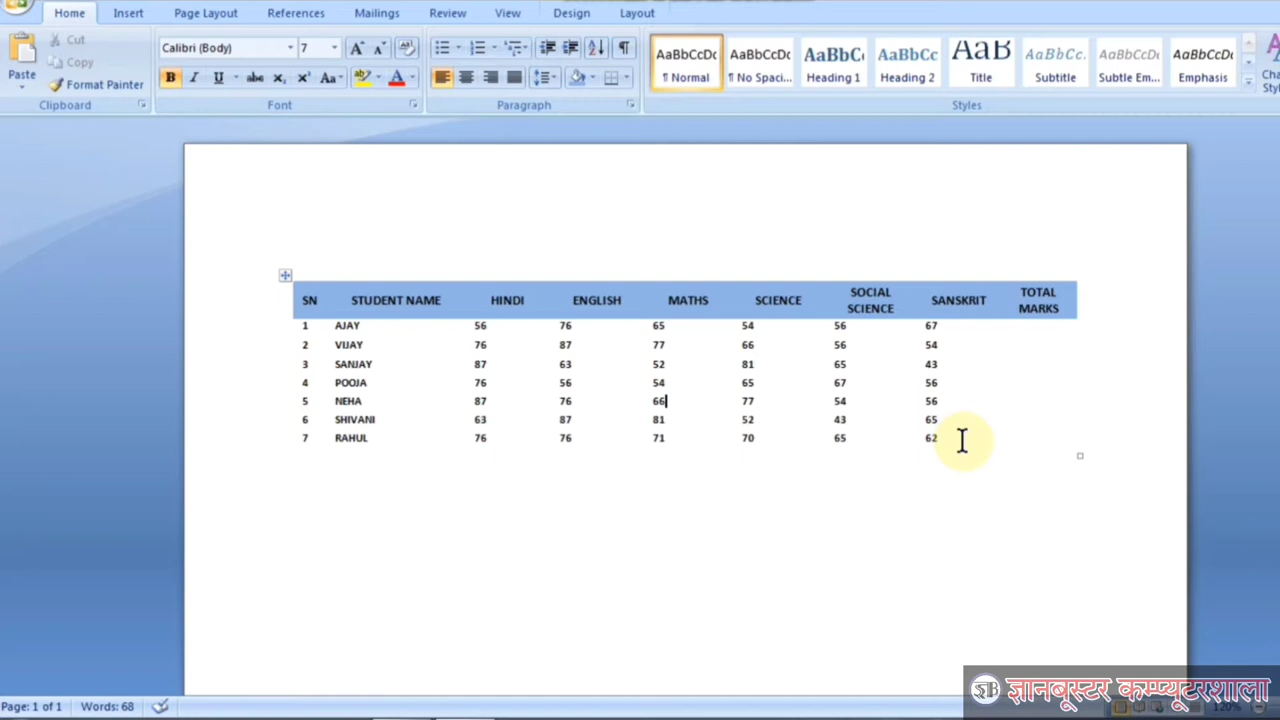 Home Insert Page Layout References Mailings Review View Design Layout
Paste
Cut
Copy
Format Painter
Clipboard
Calibri (Body) 7
Font
Paragraph
AaBbCcDc AaBbCcDc AaBbC AaBbCc AaBbC AaBbCc. AaBbCcDt AaBbCcDt
¶ Normal ¶ No Spaci... Heading 1 Heading 2 Title Subtitle Subtle Em... Emphasis
Styles
SN STUDENT NAME HINDI ENGLISH MATHS SCIENCE SOCIAL SCIENCE SANSKRIT TOTAL MARKS
1 AJAY 56 76 65 54 56 67
2 VIJAY 76 87 77 66 56 54
3 SANJAY 87 63 52 81 65 43
4 POOJA 76 56 54 65 67 56
5 NEHA 87 76 66 77 54 56
6 SHIVANI 63 87 81 52 43 65
7 RAHUL 76 76 71 70 65 62
ज्ञानबूस्टर कम्प्यूटरशाला
Page: 1 of 1 Words: 68 120%